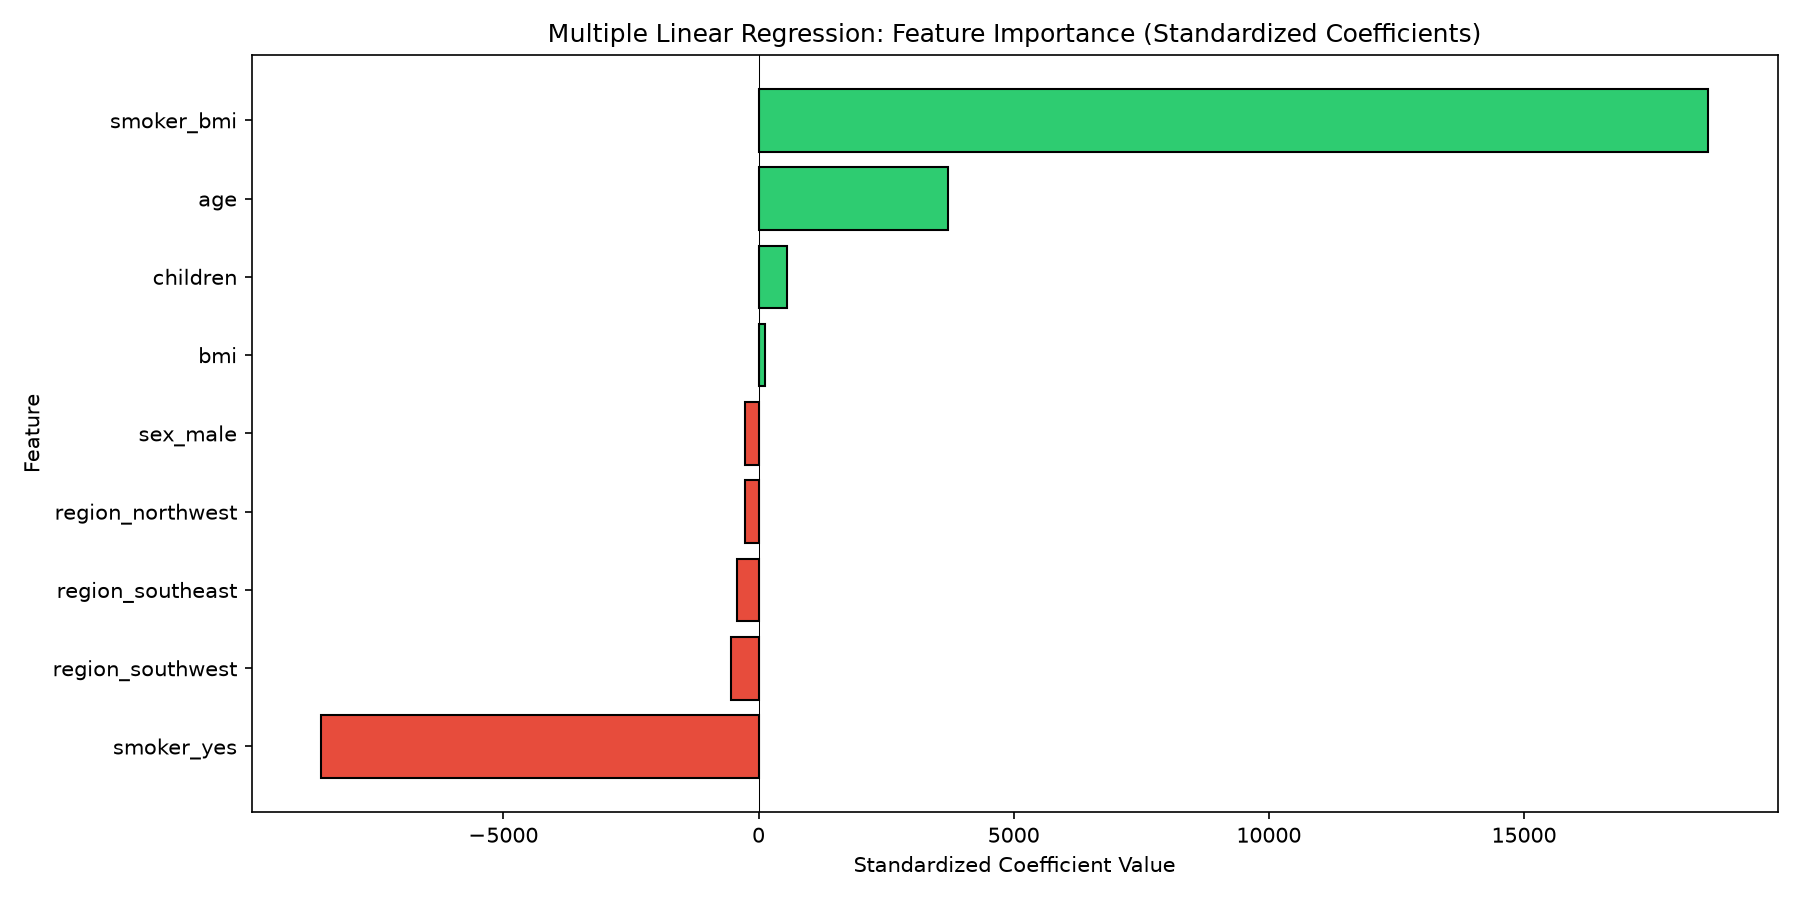 Multiple Linear Regression: Feature Importance (Standardized Coefficients)
Feature
smoker_bmi
age
children
bmi
sex_male
region_northwest
region_southeast
region_southwest
smoker_yes
−5000 0 5000 10000 15000
Standardized Coefficient Value